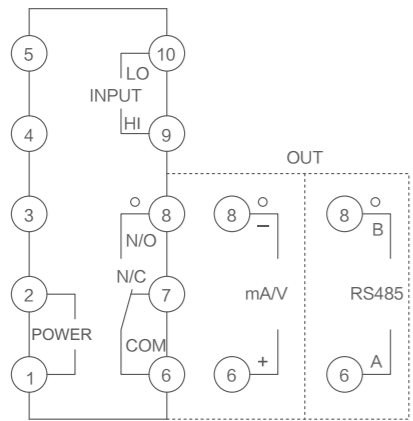 5
10
LO
INPUT
HI
4
9
OUT
3
8
8
−
8
B
N/O
N/C
2
7
mA/V
RS485
POWER
COM
1
6
6
+
6
A